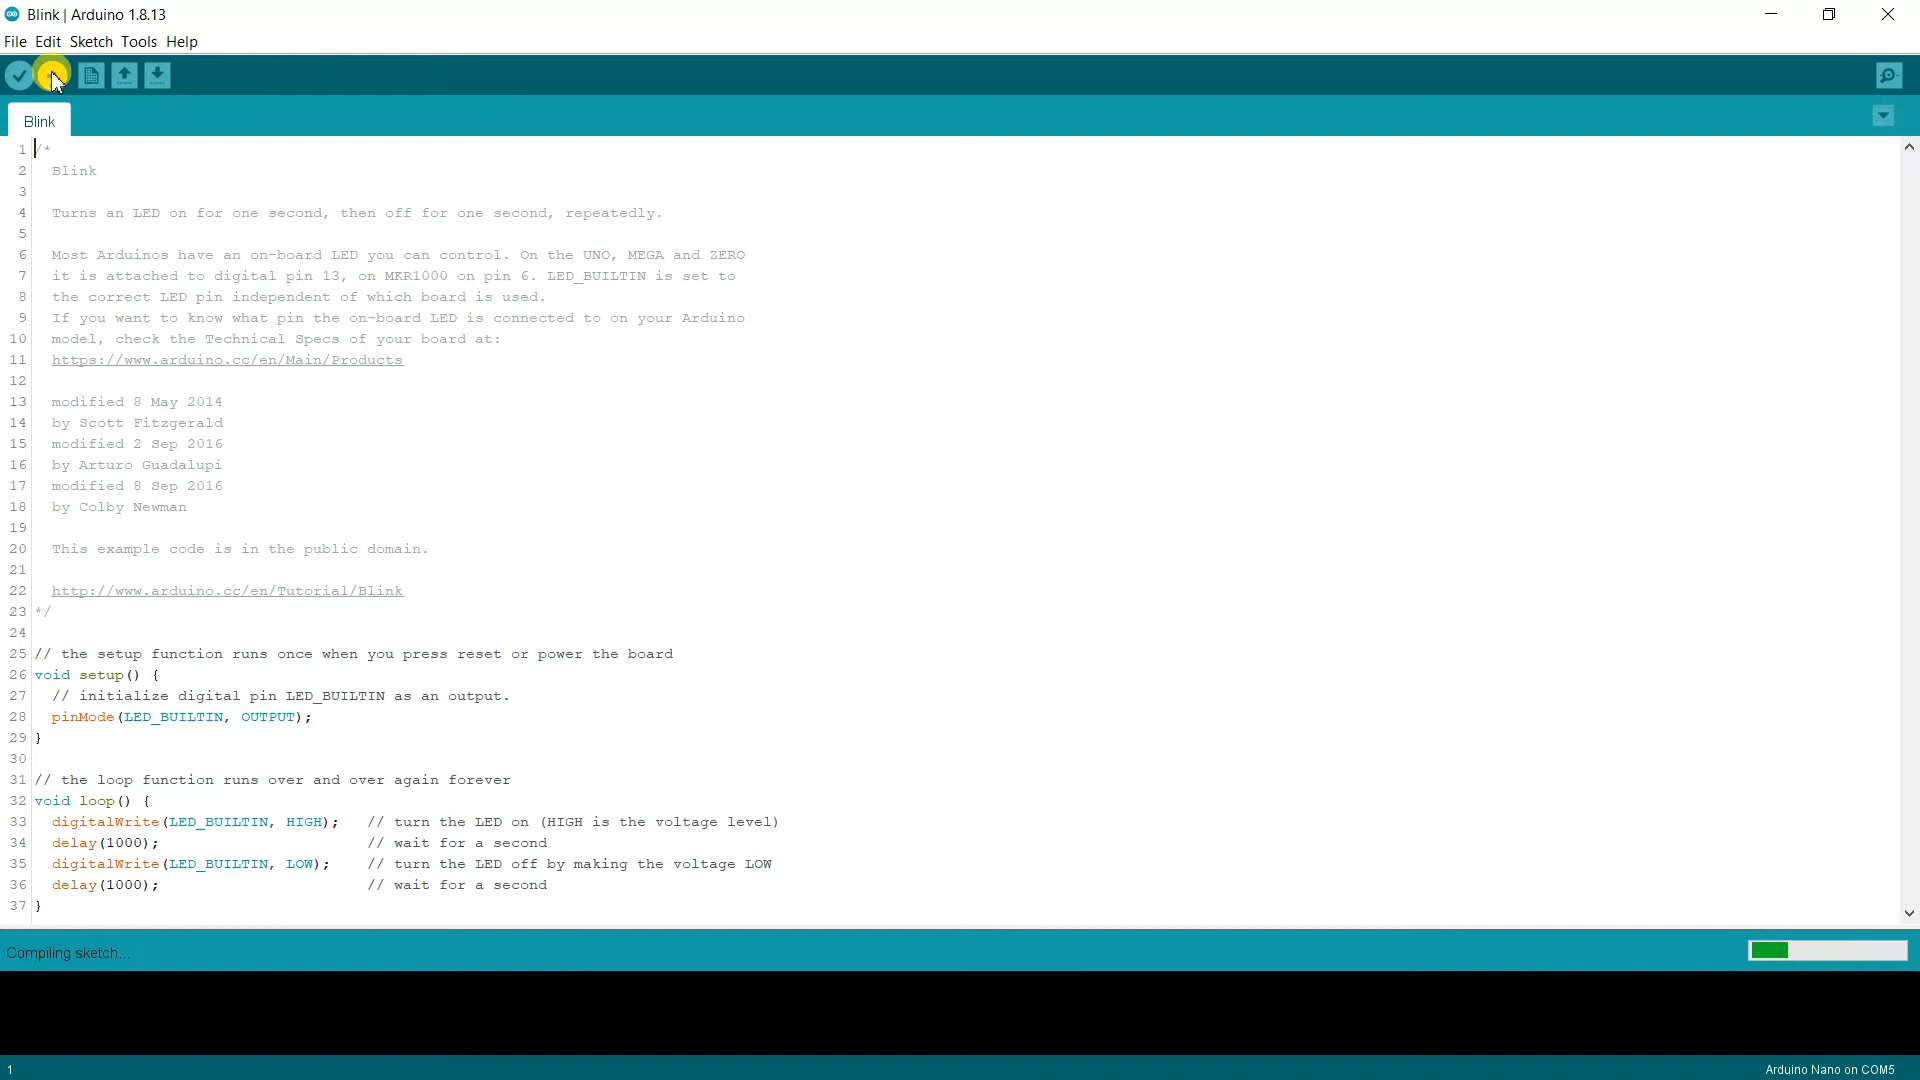 Blink | Arduino 1.8.13
File Edit Sketch Tools Help
Blink
1 /*
2 Blink
3
4 Turns an LED on for one second, then off for one second, repeatedly.
5
6 Most Arduinos have an on-board LED you can control. On the UNO, MEGA and ZERO
7 it is attached to digital pin 13, on MKR1000 on pin 6. LED_BUILTIN is set to
8 the correct LED pin independent of which board is used.
9 If you want to know what pin the on-board LED is connected to on your Arduino
10 model, check the Technical Specs of your board at:
11 https://www.arduino.cc/en/Main/Products
12
13 modified 8 May 2014
14 by Scott Fitzgerald
15 modified 2 Sep 2016
16 by Arturo Guadalupi
17 modified 8 Sep 2016
18 by Colby Newman
19
20 This example code is in the public domain.
21
22 http://www.arduino.cc/en/Tutorial/Blink
23 */
24
25 // the setup function runs once when you press reset or power the board
26 void setup() {
27 // initialize digital pin LED_BUILTIN as an output.
28 pinMode(LED_BUILTIN, OUTPUT);
29 }
30
31 // the loop function runs over and over again forever
32 void loop() {
33 digitalWrite(LED_BUILTIN, HIGH); // turn the LED on (HIGH is the voltage level)
34 delay(1000); // wait for a second
35 digitalWrite(LED_BUILTIN, LOW); // turn the LED off by making the voltage LOW
36 delay(1000); // wait for a second
37 }
Compiling sketch...
1 Arduino Nano on COM5